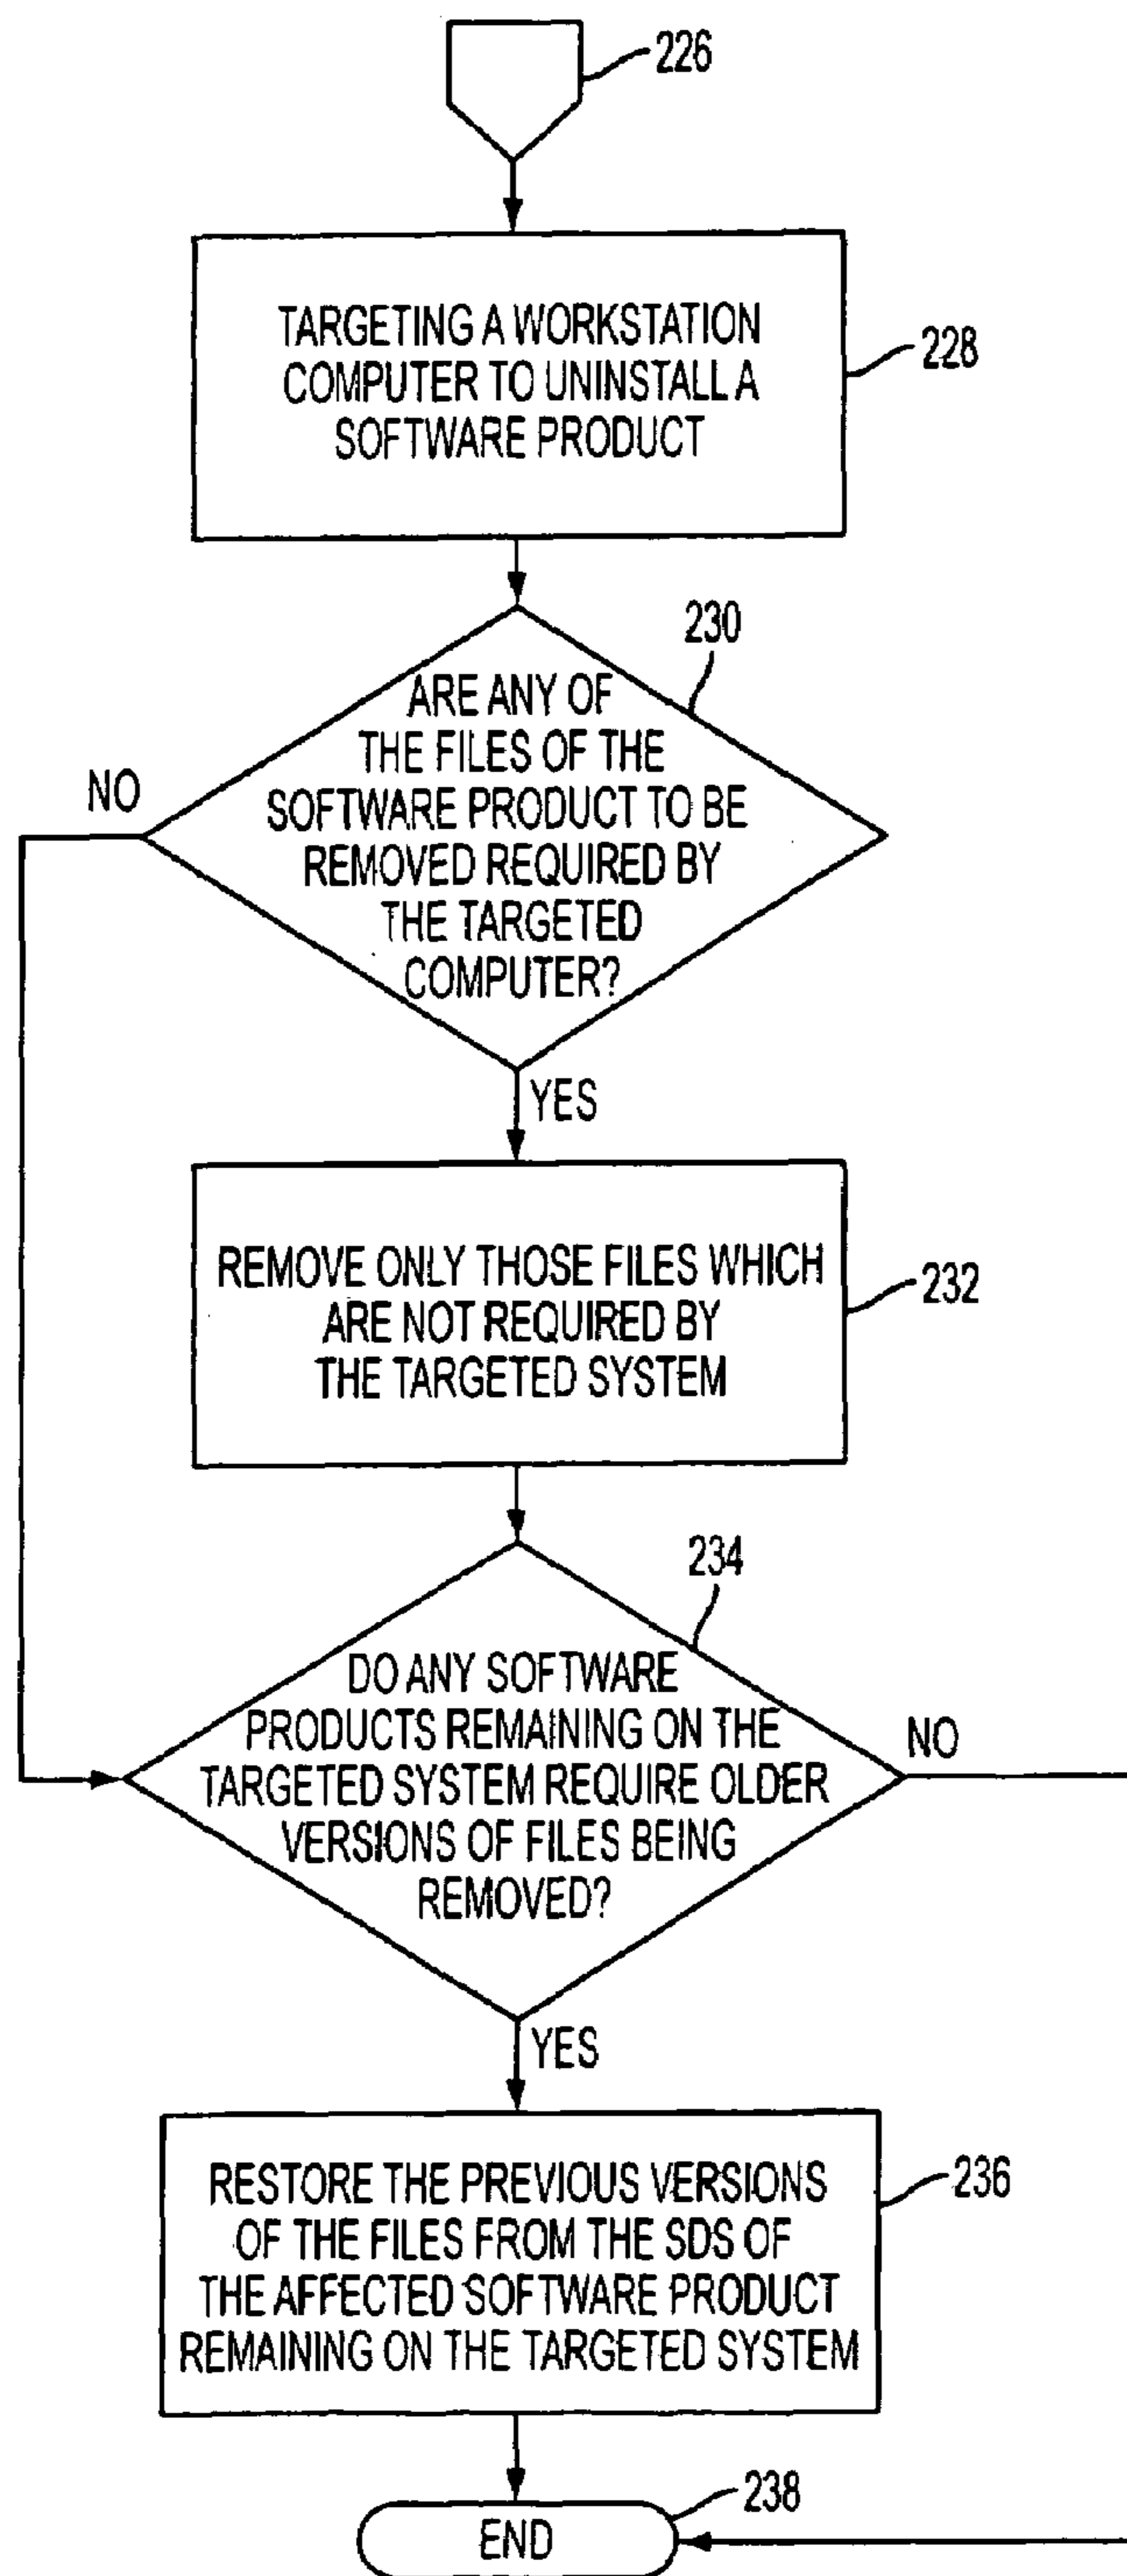 226
TARGETING A WORKSTATION
COMPUTER TO UNINSTALL A
SOFTWARE PRODUCT
228
230
ARE ANY OF
THE FILES OF THE
SOFTWARE PRODUCT TO BE
REMOVED REQUIRED BY
THE TARGETED
COMPUTER?
NO
YES
REMOVE ONLY THOSE FILES WHICH
ARE NOT REQUIRED BY
THE TARGETED SYSTEM
232
234
DO ANY SOFTWARE
PRODUCTS REMAINING ON THE
TARGETED SYSTEM REQUIRE OLDER
VERSIONS OF FILES BEING
REMOVED?
NO
YES
RESTORE THE PREVIOUS VERSIONS
OF THE FILES FROM THE SDS OF
THE AFFECTED SOFTWARE PRODUCT
REMAINING ON THE TARGETED SYSTEM
236
238
END